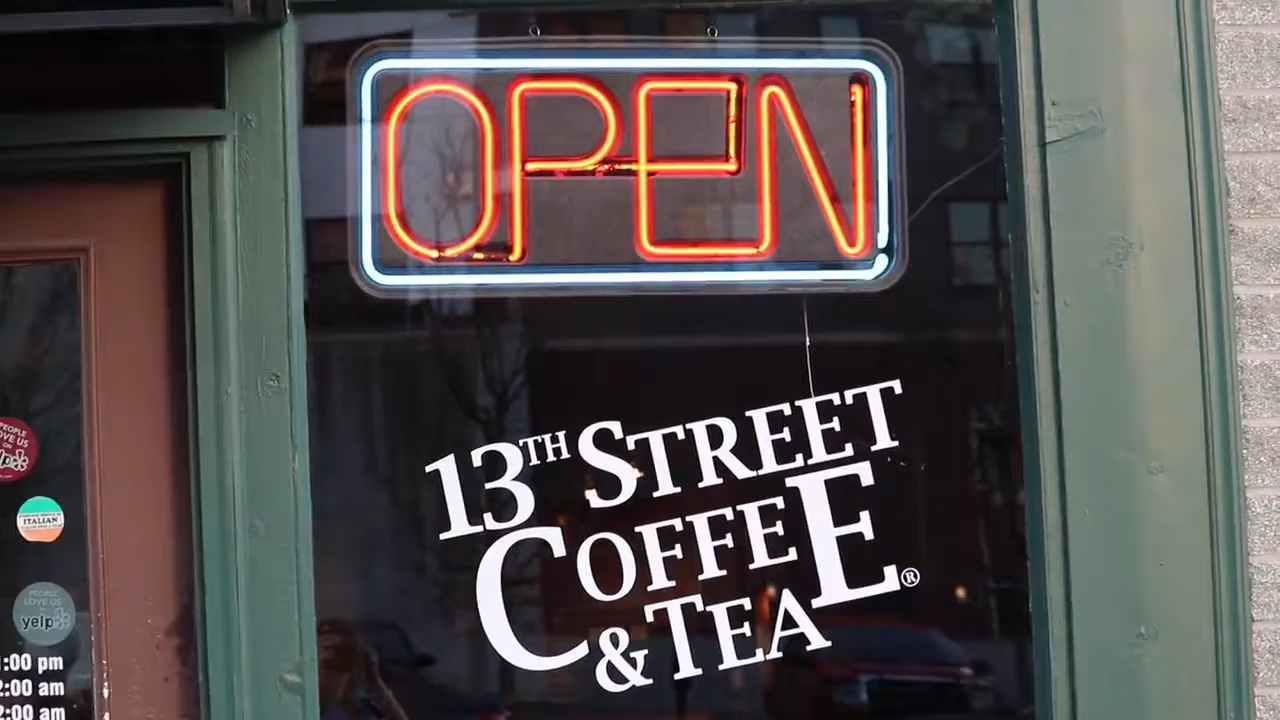 OPEN
13TH STREET
COFFEE
& TEA®
PEOPLE
LOVE US
ON
ITALIAN
PEOPLE
LOVE US
yelp
:00 pm
2:00 am
2:00 am